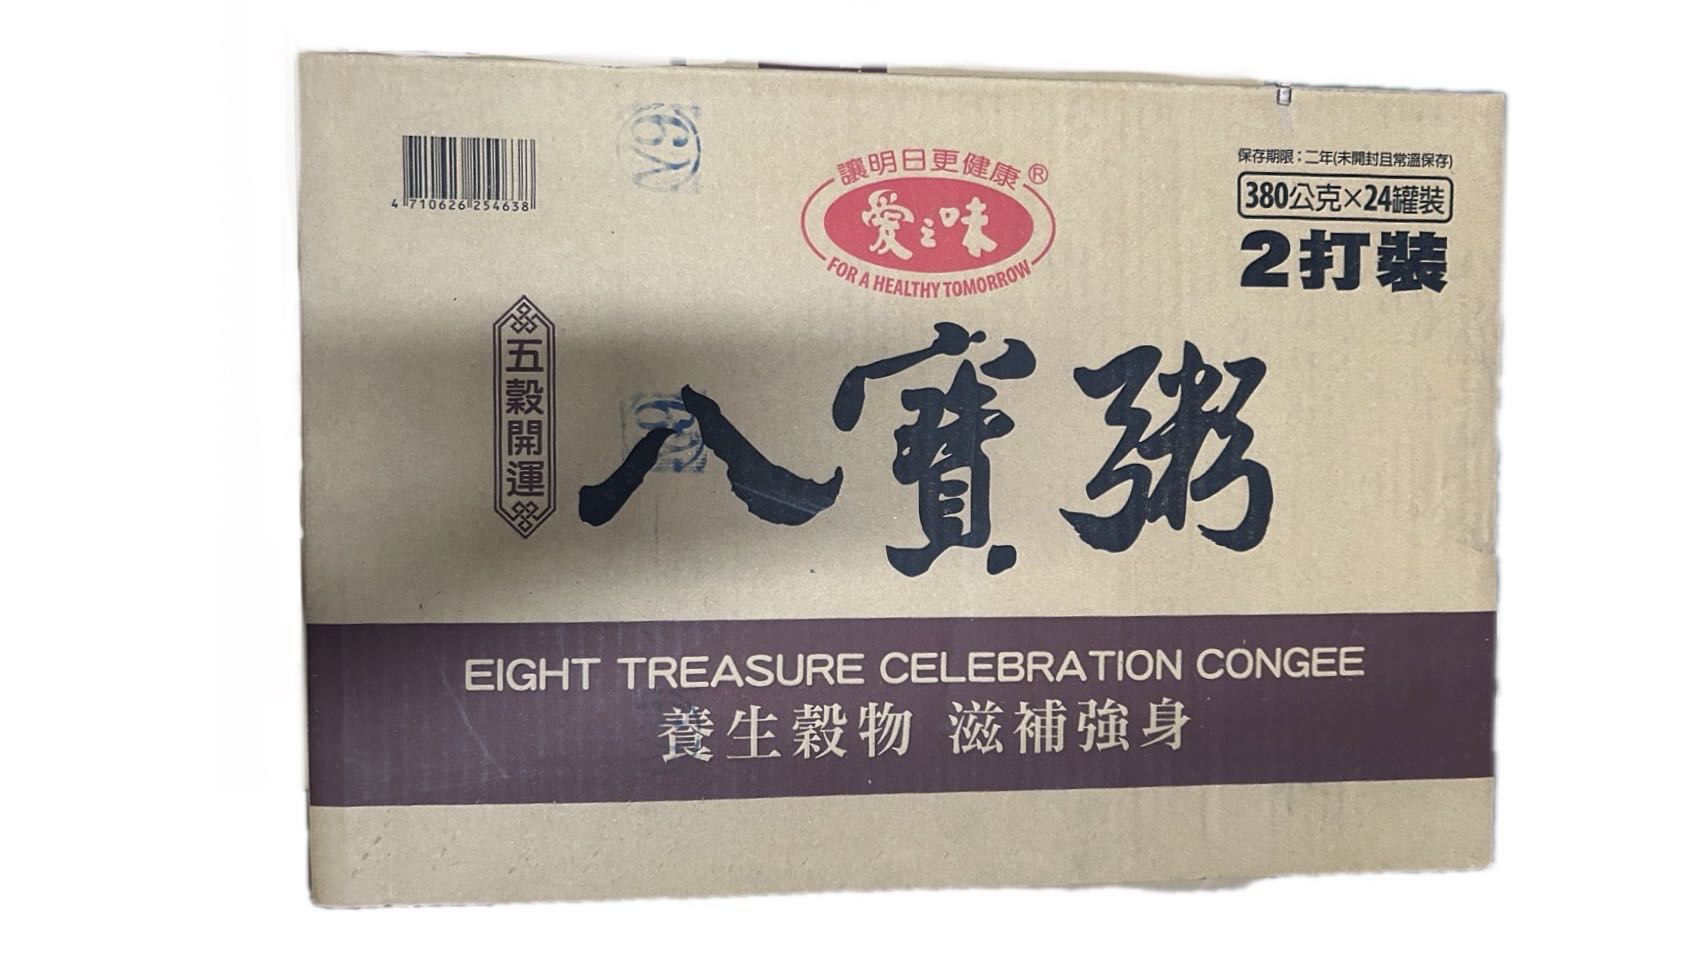 4 710626 254638
6A
讓明日更健康®
愛之味
FOR A HEALTHY TOMORROW
保存期限：二年(未開封且常溫保存)
380公克×24罐裝
2打裝
五穀開運
八寶粥
EIGHT TREASURE CELEBRATION CONGEE
養生穀物 滋補強身